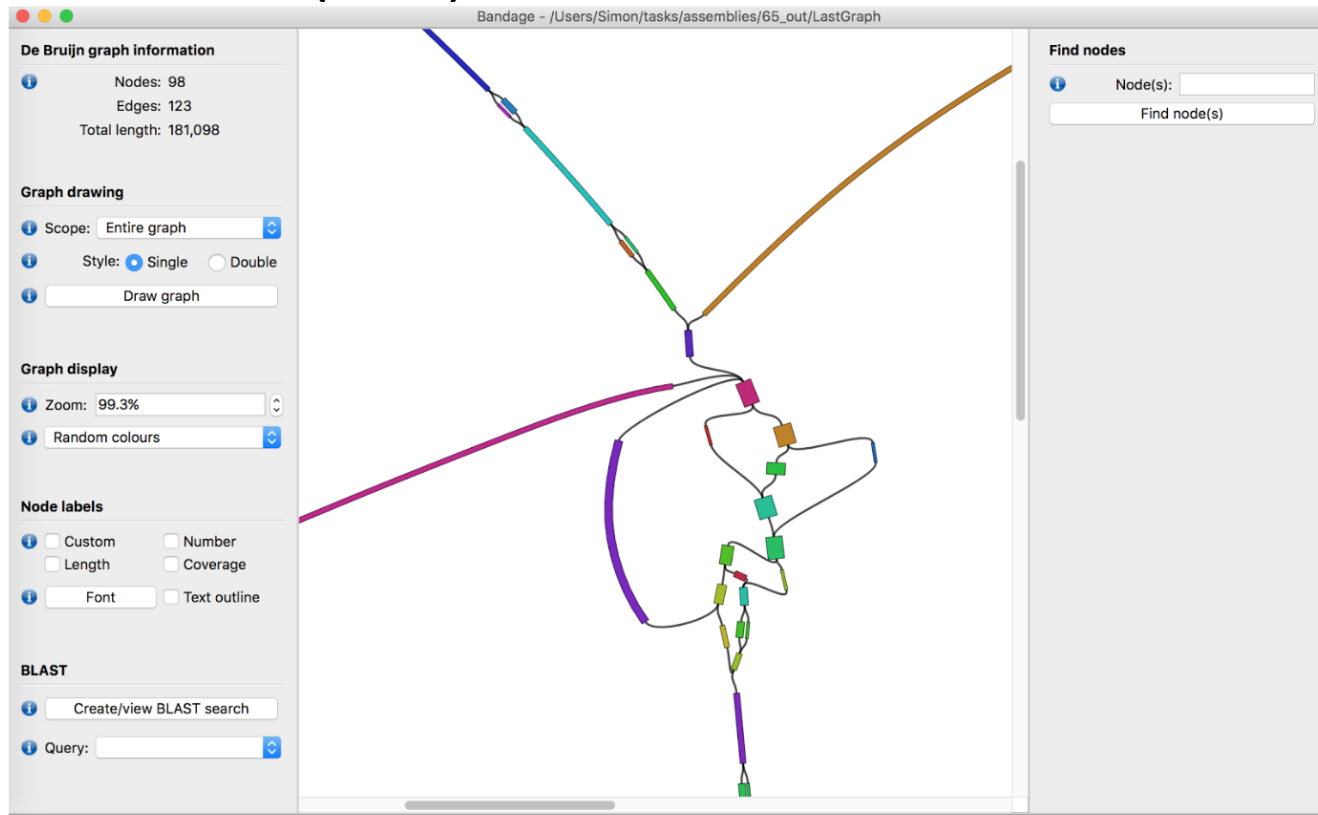 Bandage - /Users/Simon/tasks/assemblies/65_out/LastGraph
De Bruijn graph information
Nodes: 98
Edges: 123
Total length: 181,098
Graph drawing
Scope: Entire graph
Style: Single Double
Draw graph
Graph display
Zoom: 99.3%
Random colours
Node labels
Custom Number
Length Coverage
Font Text outline
BLAST
Create/view BLAST search
Query:
Find nodes
Node(s):
Find node(s)